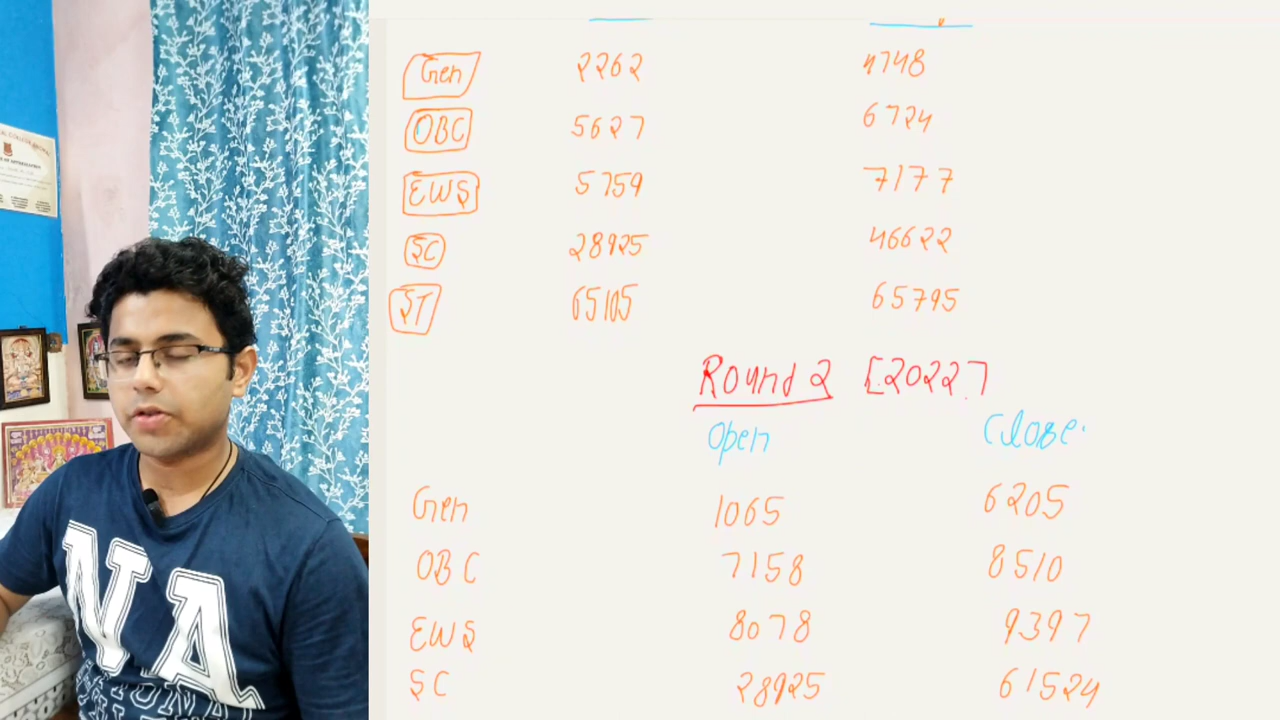 Gen 2262 4748
OBC 5627 6724
EWS 5759 7177
SC 28925 46622
ST 65105 65795
Round 2 [2022]
Open Close
Gen 1065 6205
OBC 7158 8510
EWS 8078 9397
SC 28925 61524
NA